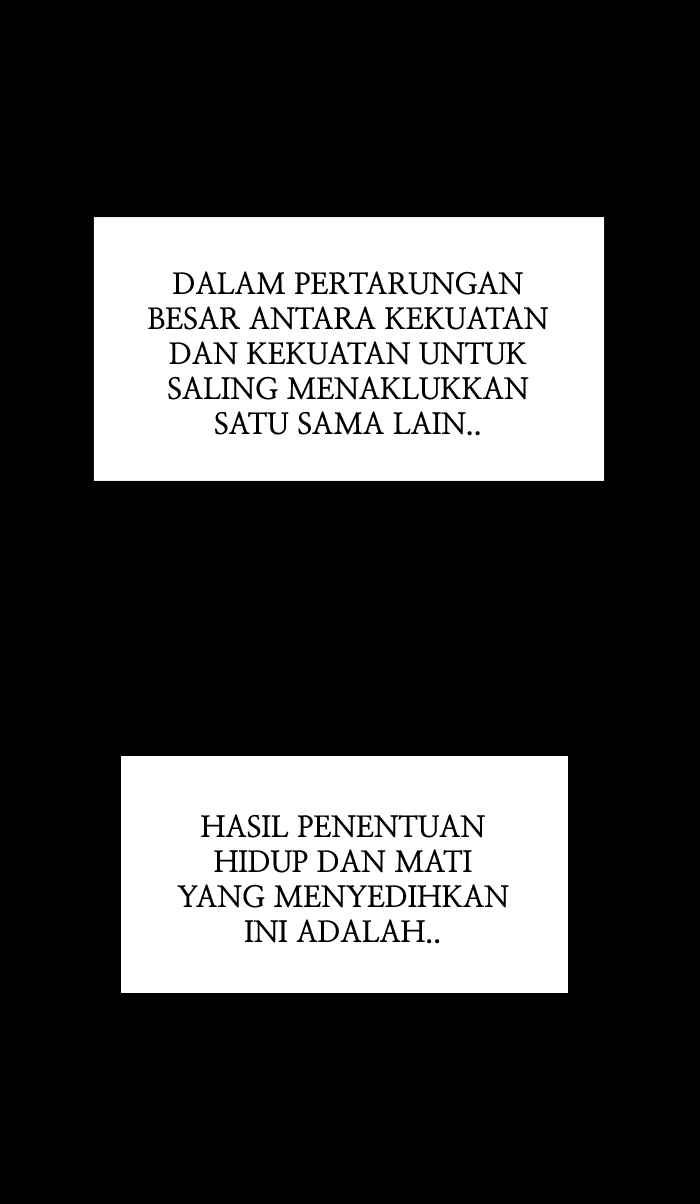 DALAM PERTARUNGAN
BESAR ANTARA KEKUATAN
DAN KEKUATAN UNTUK
SALING MENAKLUKKAN
SATU SAMA LAIN..
HASIL PENENTUAN
HIDUP DAN MATI
YANG MENYEDIHKAN
INI ADALAH..